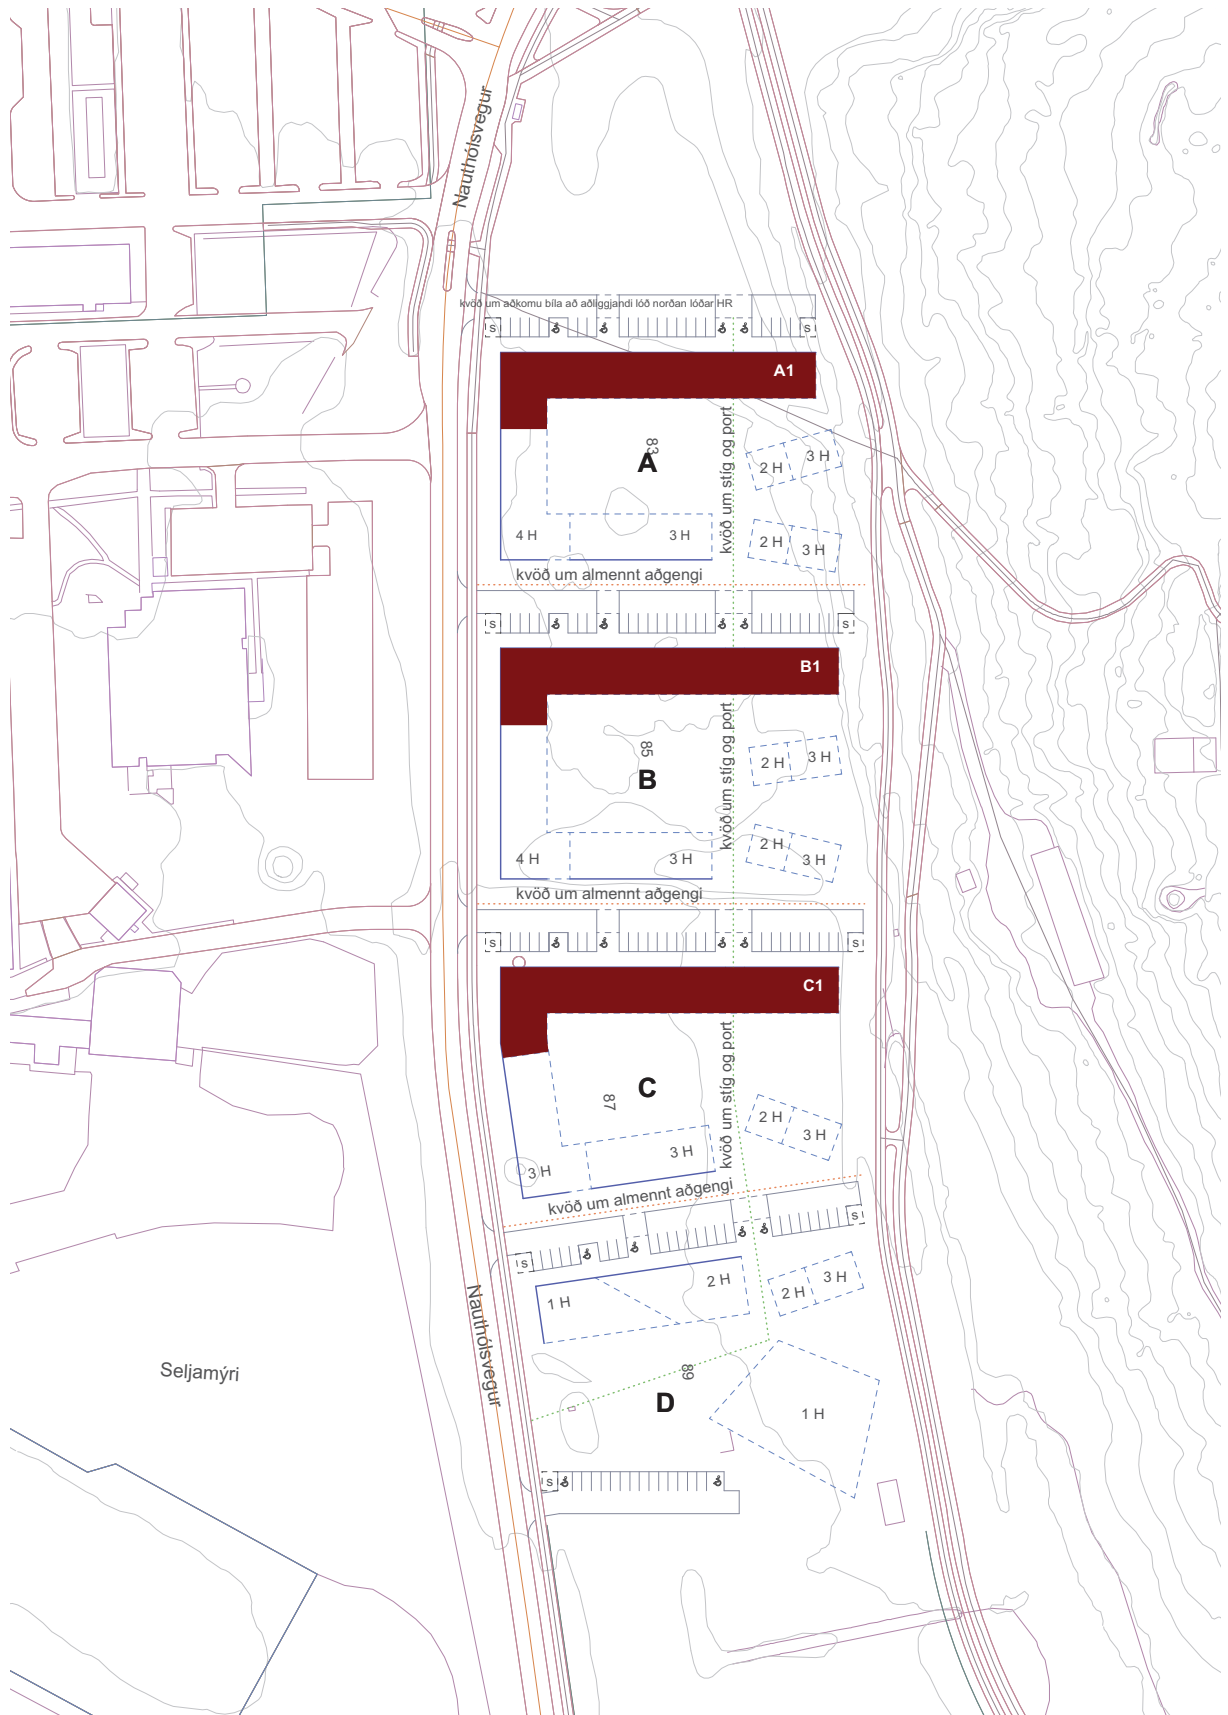 Nauthólsvegur
kvöð um aðkomu bíla að aðliggjandi lóð norðan lóðar HR
S
S
A1
83
A
kvöð um stíg og port
2 H
3 H
4 H
3 H
2 H
3 H
kvöð um almennt aðgengi
S
S
B1
85
B
kvöð um stíg og port
2 H
3 H
4 H
3 H
2 H
3 H
kvöð um almennt aðgengi
S
S
C1
87
C
kvöð um stíg og port
2 H
3 H
3 H
3 H
kvöð um almennt aðgengi
S
S
1 H
2 H
2 H
3 H
Nauthólsvegur
Seljamýri
89
D
1 H
S